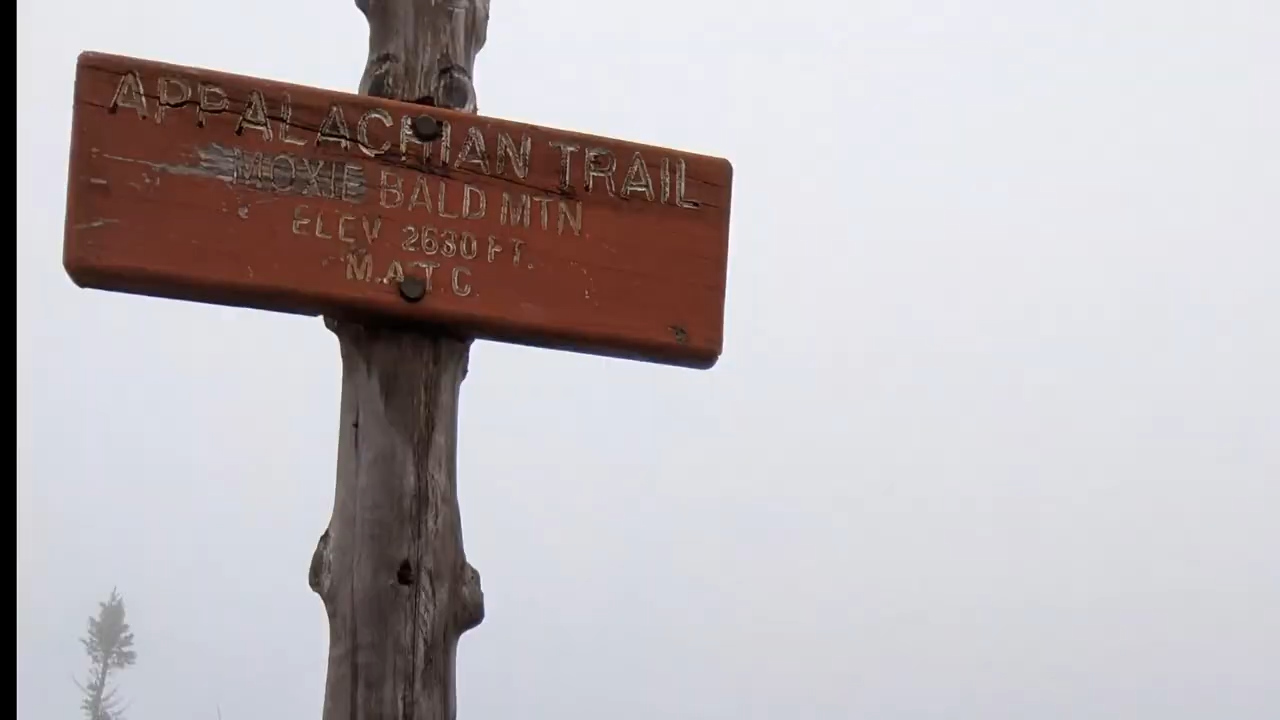 APPALACHIAN TRAIL
MOXIE BALD MTN.
ELEV 2630 FT.
M.A.T.C.